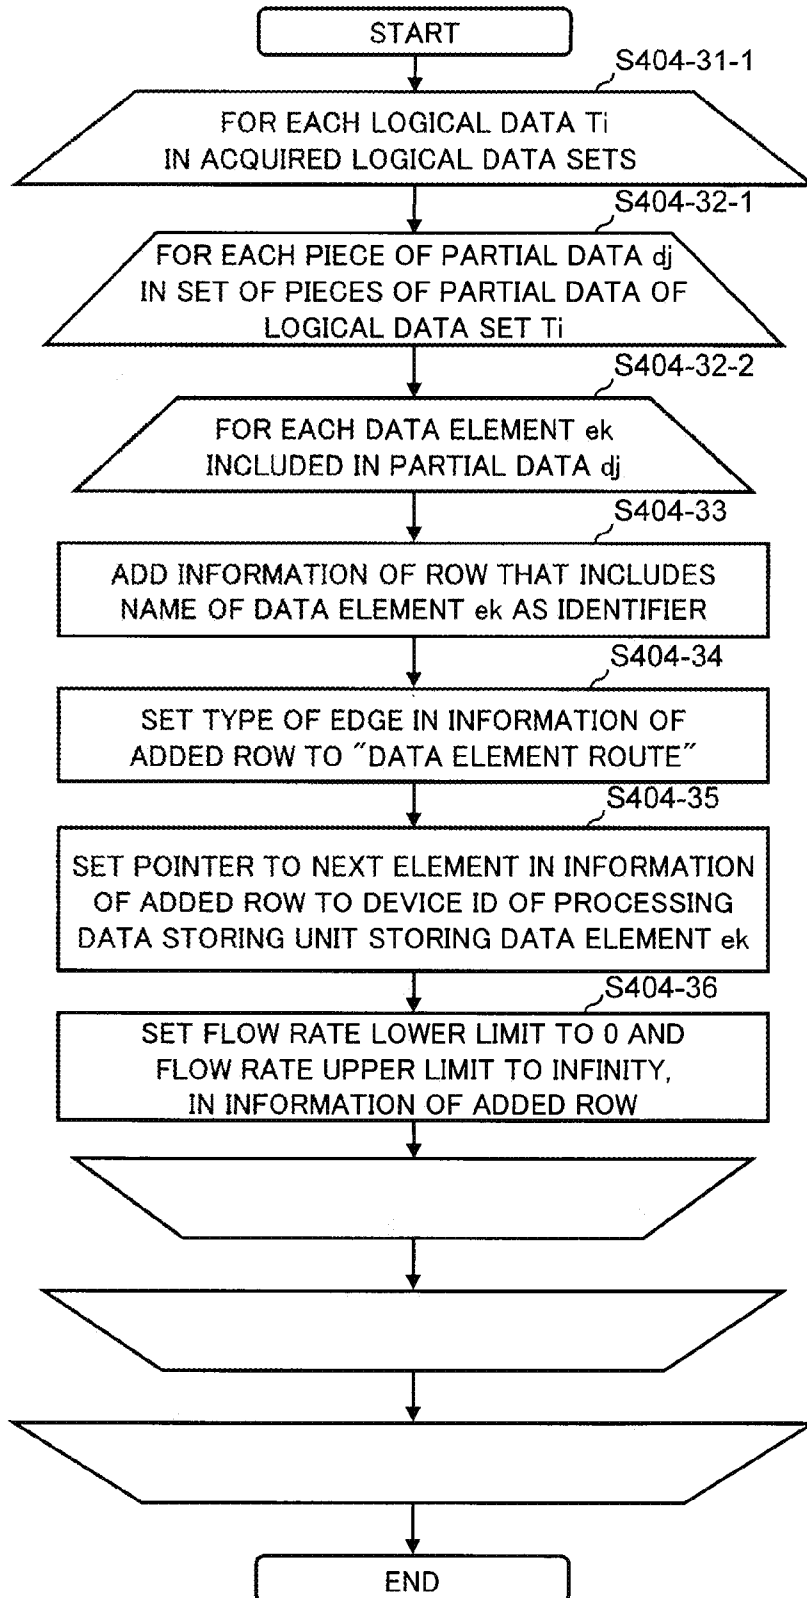 START
S404-31-1
FOR EACH LOGICAL DATA Ti
IN ACQUIRED LOGICAL DATA SETS
S404-32-1
FOR EACH PIECE OF PARTIAL DATA dj
IN SET OF PIECES OF PARTIAL DATA OF
LOGICAL DATA SET Ti
S404-32-2
FOR EACH DATA ELEMENT ek
INCLUDED IN PARTIAL DATA dj
S404-33
ADD INFORMATION OF ROW THAT INCLUDES
NAME OF DATA ELEMENT ek AS IDENTIFIER
S404-34
SET TYPE OF EDGE IN INFORMATION OF
ADDED ROW TO "DATA ELEMENT ROUTE"
S404-35
SET POINTER TO NEXT ELEMENT IN INFORMATION
OF ADDED ROW TO DEVICE ID OF PROCESSING
DATA STORING UNIT STORING DATA ELEMENT ek
S404-36
SET FLOW RATE LOWER LIMIT TO 0 AND
FLOW RATE UPPER LIMIT TO INFINITY,
IN INFORMATION OF ADDED ROW
END